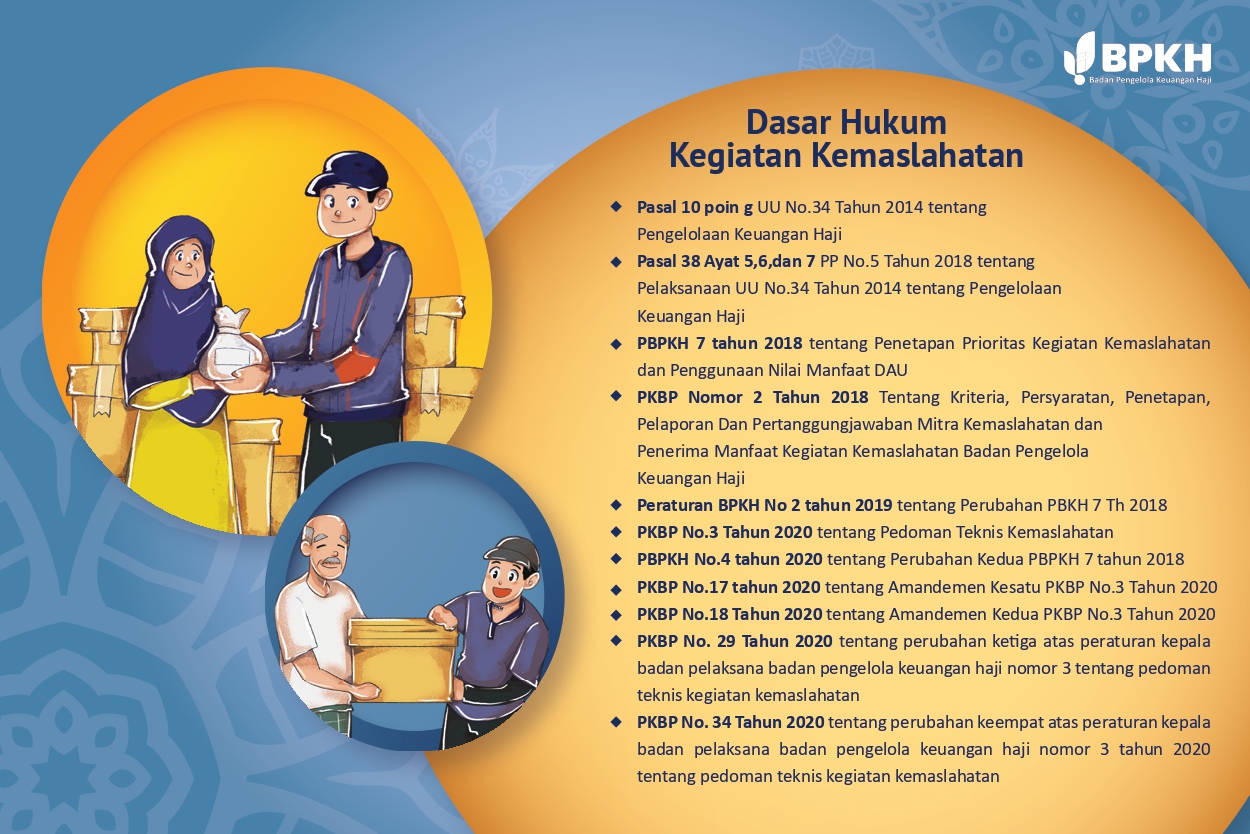 BPKH
Badan Pengelola Keuangan Haji
Dasar Hukum
Kegiatan Kemaslahatan
Pasal 10 poin g UU No.34 Tahun 2014 tentang
Pengelolaan Keuangan Haji
Pasal 38 Ayat 5,6,dan 7 PP No.5 Tahun 2018 tentang
Pelaksanaan UU No.34 Tahun 2014 tentang Pengelolaan
Keuangan Haji
PBPKH 7 tahun 2018 tentang Penetapan Prioritas Kegiatan Kemaslahatan
dan Penggunaan Nilai Manfaat DAU
PKBP Nomor 2 Tahun 2018 Tentang Kriteria, Persyaratan, Penetapan,
Pelaporan Dan Pertanggungjawaban Mitra Kemaslahatan dan
Penerima Manfaat Kegiatan Kemaslahatan Badan Pengelola
Keuangan Haji
Peraturan BPKH No 2 tahun 2019 tentang Perubahan PBKH 7 Th 2018
PKBP No.3 Tahun 2020 tentang Pedoman Teknis Kemaslahatan
PBPKH No.4 tahun 2020 tentang Perubahan Kedua PBPKH 7 tahun 2018
PKBP No.17 tahun 2020 tentang Amandemen Kesatu PKBP No.3 Tahun 2020
PKBP No.18 Tahun 2020 tentang Amandemen Kedua PKBP No.3 Tahun 2020
PKBP No. 29 Tahun 2020 tentang perubahan ketiga atas peraturan kepala
badan pelaksana badan pengelola keuangan haji nomor 3 tentang pedoman
teknis kegiatan kemaslahatan
PKBP No. 34 Tahun 2020 tentang perubahan keempat atas peraturan kepala
badan pelaksana badan pengelola keuangan haji nomor 3 tahun 2020
tentang pedoman teknis kegiatan kemaslahatan